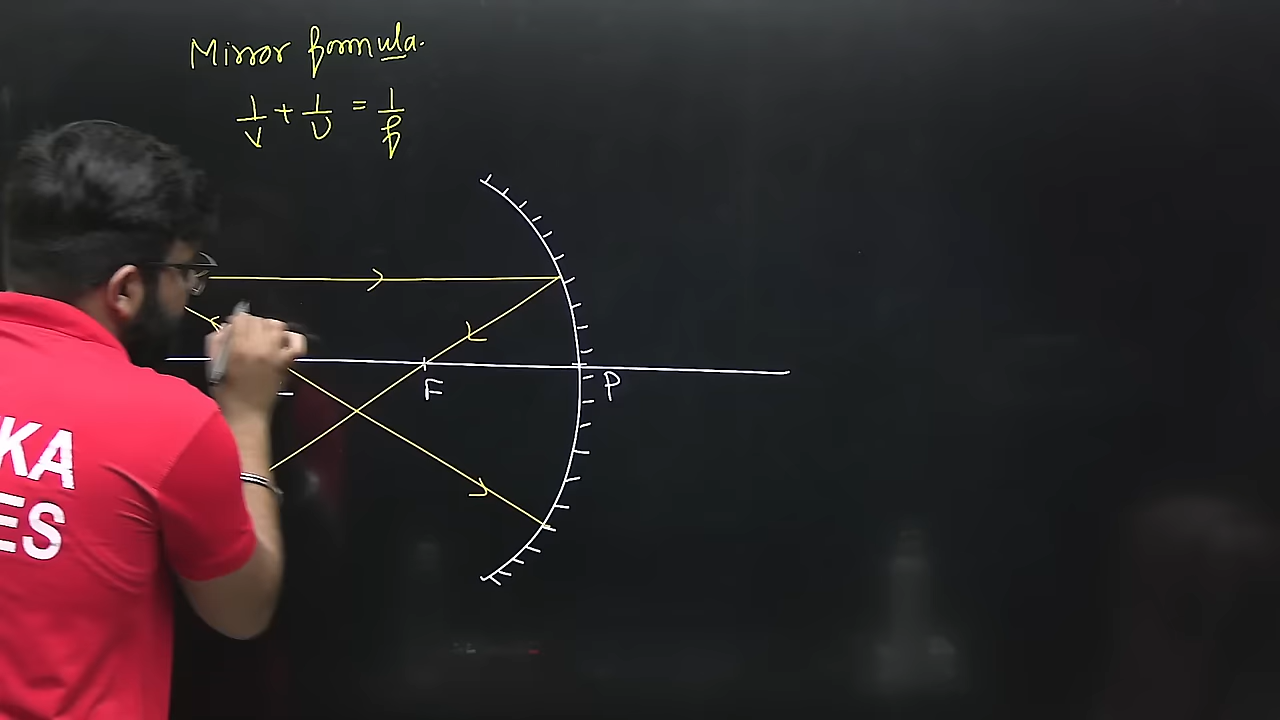 Mirror formula.
1/v + 1/u = 1/f
F
P
KA
ES